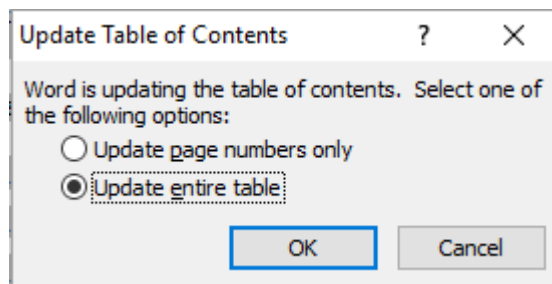 Update Table of Contents ?
Word is updating the table of contents. Select one of
the following options:
Update page numbers only
Update entire table
OK Cancel